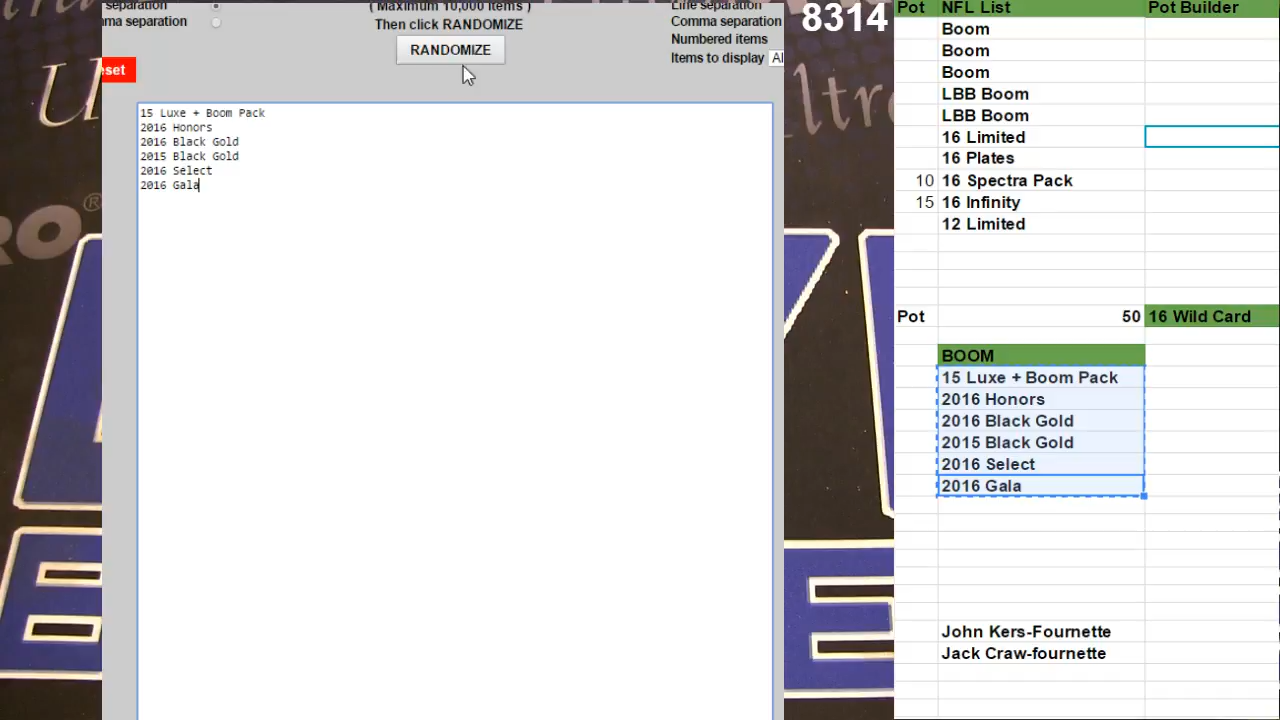 separation
( Maximum 10,000 items )
Line separation
mma separation
Then click RANDOMIZE
Comma separation
8314
RANDOMIZE
Numbered items
Items to display
eset
15 Luxe + Boom Pack
2016 Honors
2016 Black Gold
2015 Black Gold
2016 Select
2016 Gala
Pot NFL List Pot Builder
Boom
Boom
Boom
LBB Boom
LBB Boom
16 Limited
16 Plates
10 16 Spectra Pack
15 16 Infinity
12 Limited
Pot 50 16 Wild Card
BOOM
15 Luxe + Boom Pack
2016 Honors
2016 Black Gold
2015 Black Gold
2016 Select
2016 Gala
John Kers-Fournette
Jack Craw-fournette